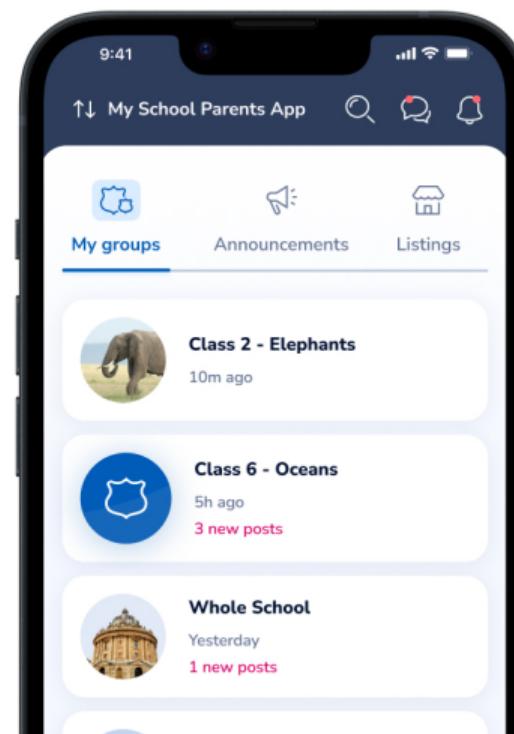 9:41
My School Parents App
My groups
Announcements
Listings
Class 2 - Elephants
10m ago
Class 6 - Oceans
5h ago
3 new posts
Whole School
Yesterday
1 new posts